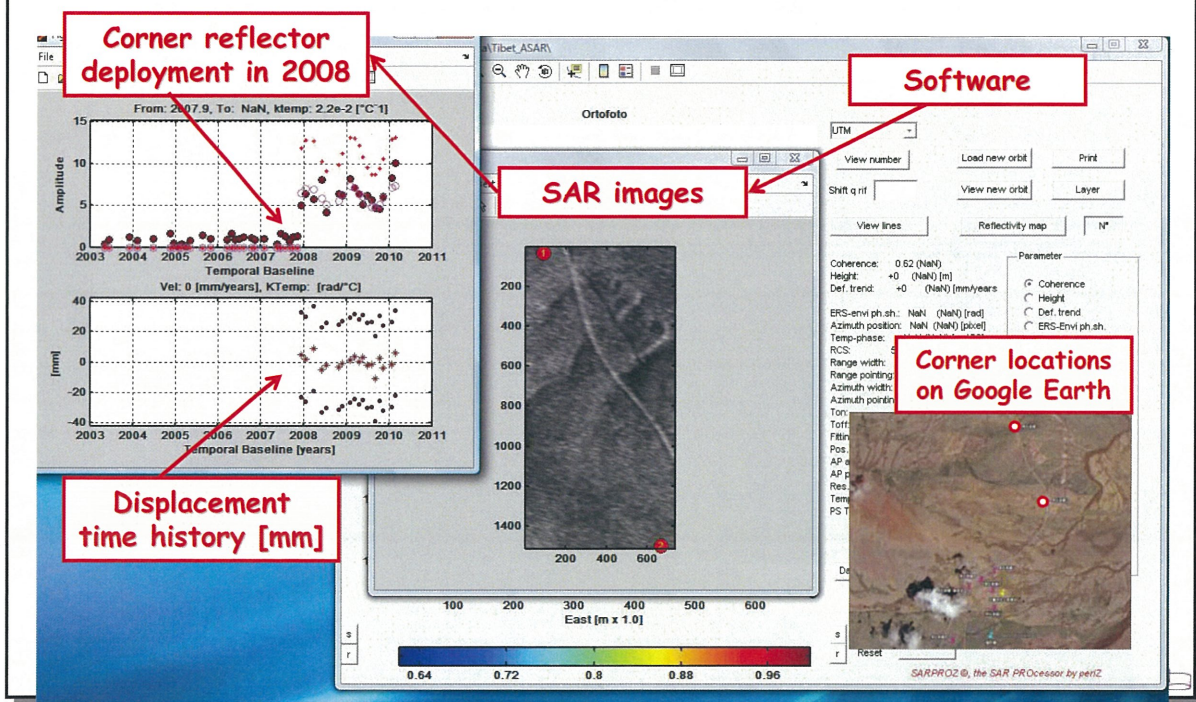 Corner reflector
deployment in 2008
File
From: 2007.9, To: NaN, ktemp: 2.2e-2 [°C^1]
15
10
5
0
Amplitude
2003 2004 2005 2006 2007 2008 2009 2010 2011
Temporal Baseline
Vel: 0 [mm/years], KTemp: [rad/°C]
40
20
0
-20
-40
[mm]
2003 2004 2005 2006 2007 2008 2009 2010 2011
Temporal Baseline [years]
Displacement
time history [mm]
\Tibet_ASAR\
Ortofoto
SAR images
1
200
400
600
800
1000
1200
1400
2
200 400 600
100 200 300 400 500 600
East [m x 1.0]
0.64 0.72 0.8 0.88 0.96
Software
UTM
View number
Load new orbit
Print
Shift q rif
View new orbit
Layer
View lines
Reflectivity map
N°
Coherence: 0.62 (NaN)
Height: +0 (NaN) [m]
Def. trend: +0 (NaN) [mm/years
Parameter
Coherence
Height
Def. trend
ERS-Envi ph.sh.
ERS-envi ph.sh.: NaN (NaN) [rad]
Azimuth position: NaN (NaN) [pixel]
Temp-phase:
RCS:
Range width:
Range pointing:
Azimuth width:
Azimuth pointin
Ton:
Toff:
Fittin
Pos.
AP a
AP p
Res.
Temp
PS T
Corner locations
on Google Earth
Da
s
r
s
r
Reset
SARPROZ ©, the SAR PROcessor by periZ